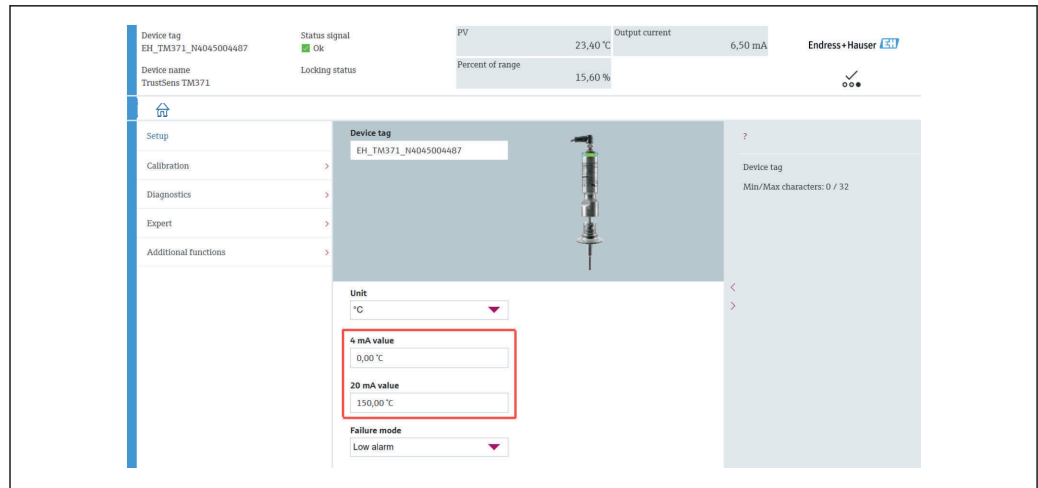 Device tag
EH_TM371_N4045004487
Status signal
Ok
PV
23,40 °C
Output current
6,50 mA
Endress+Hauser EH
Device name
TrustSens TM371
Locking status
Percent of range
15,60 %
Setup
Calibration
Diagnostics
Expert
Additional functions
Device tag
EH_TM371_N4045004487
Unit
°C
4 mA value
0,00 °C
20 mA value
150,00 °C
Failure mode
Low alarm
?
Device tag
Min/Max characters: 0 / 32